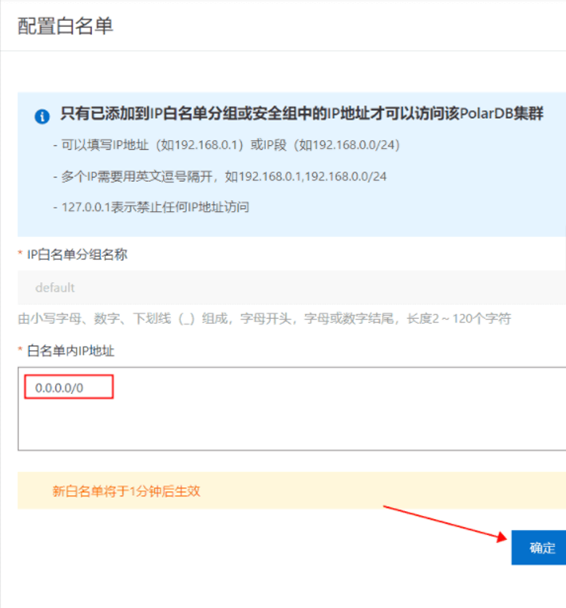 配置白名单
只有已添加到IP白名单分组或安全组中的IP地址才可以访问该PolarDB集群
- 可以填写IP地址（如192.168.0.1）或IP段（如192.168.0.0/24）
- 多个IP需要用英文逗号隔开，如192.168.0.1,192.168.0.0/24
- 127.0.0.1表示禁止任何IP地址访问
* IP白名单分组名称
default
由小写字母、数字、下划线（_）组成，字母开头，字母或数字结尾，长度2～120个字符
* 白名单内IP地址
0.0.0.0/0
新白名单将于1分钟后生效
确定